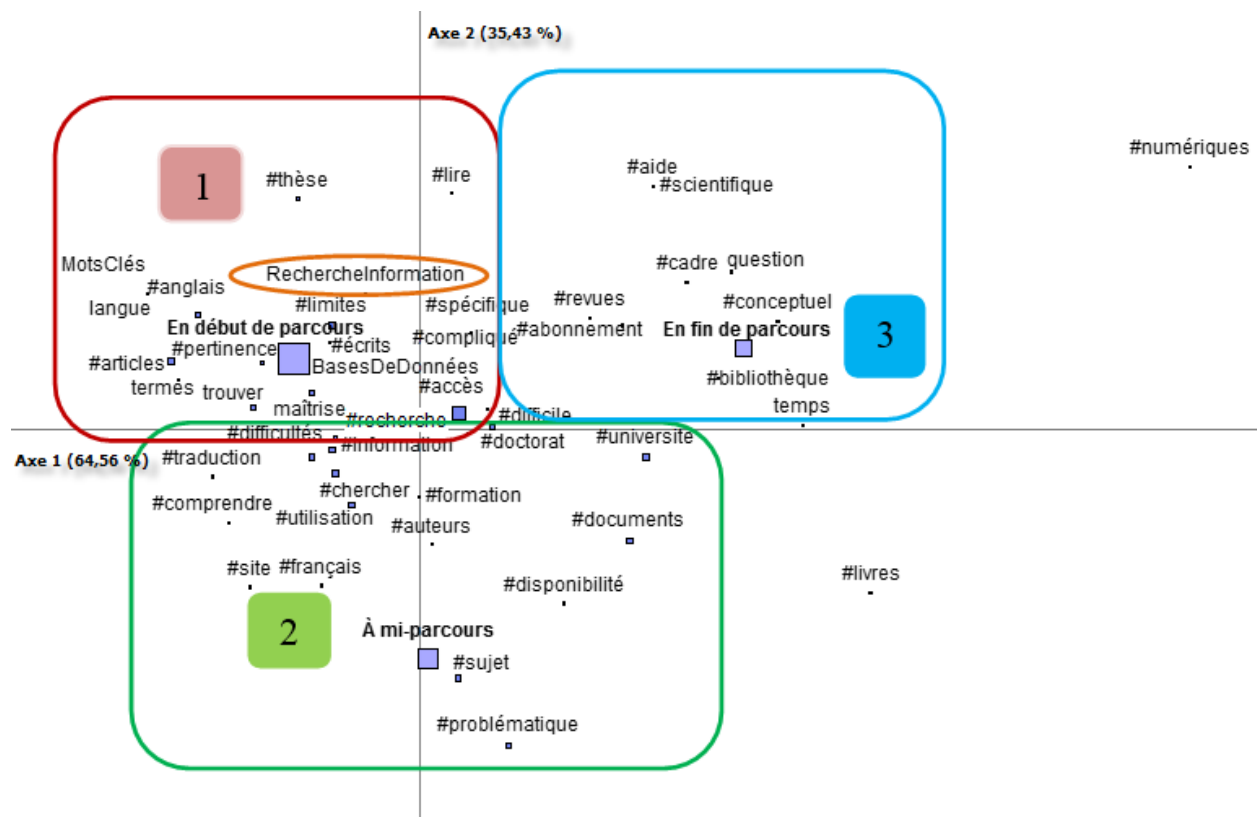 Axe 2 (35,43 %)
#numériques
#aide
#scientifique
1
#thèse
#lire
MotsClés
RechercheInformation
#cadre
question
#anglais
langue
#limites
#spécifique
#revues
#conceptuel
En début de parcours
#compliqué
#abonnement
En fin de parcours
3
#pertinence
#écrits
#articles
BasesDeDonnées
termes
#accès
#bibliothèque
trouver
maîtrise
temps
#recherche
#difficile
#difficultés
#information
#doctorat
#université
Axe 1 (64,56 %)
#traduction
#chercher
#formation
#comprendre
#utilisation
#auteurs
#documents
#site
#français
#livres
#disponibilité
2
À mi-parcours
#sujet
#problématique